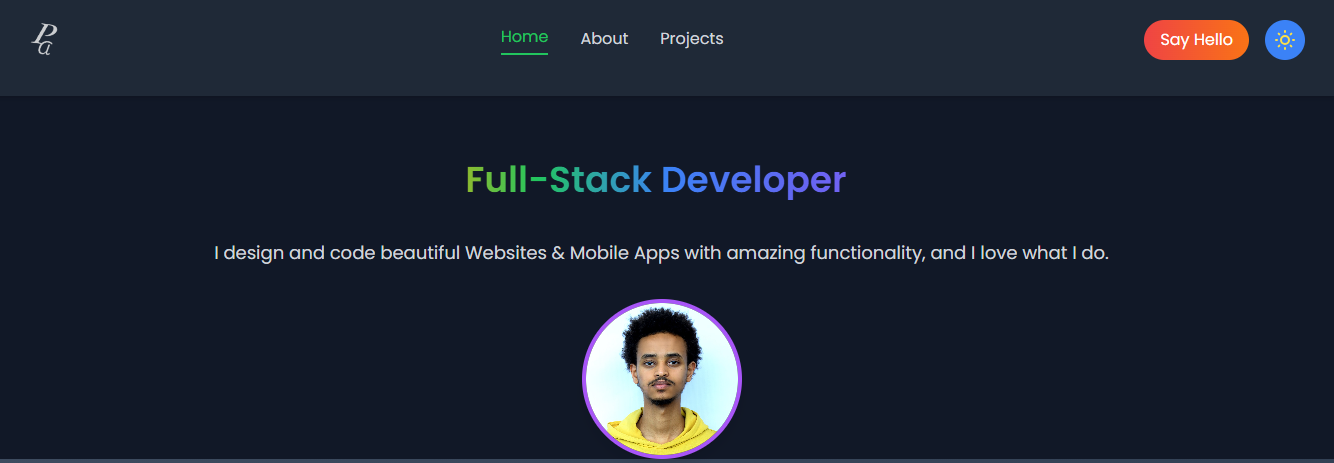 Pa
Home About Projects
Say Hello
Full-Stack Developer
I design and code beautiful Websites & Mobile Apps with amazing functionality, and I love what I do.